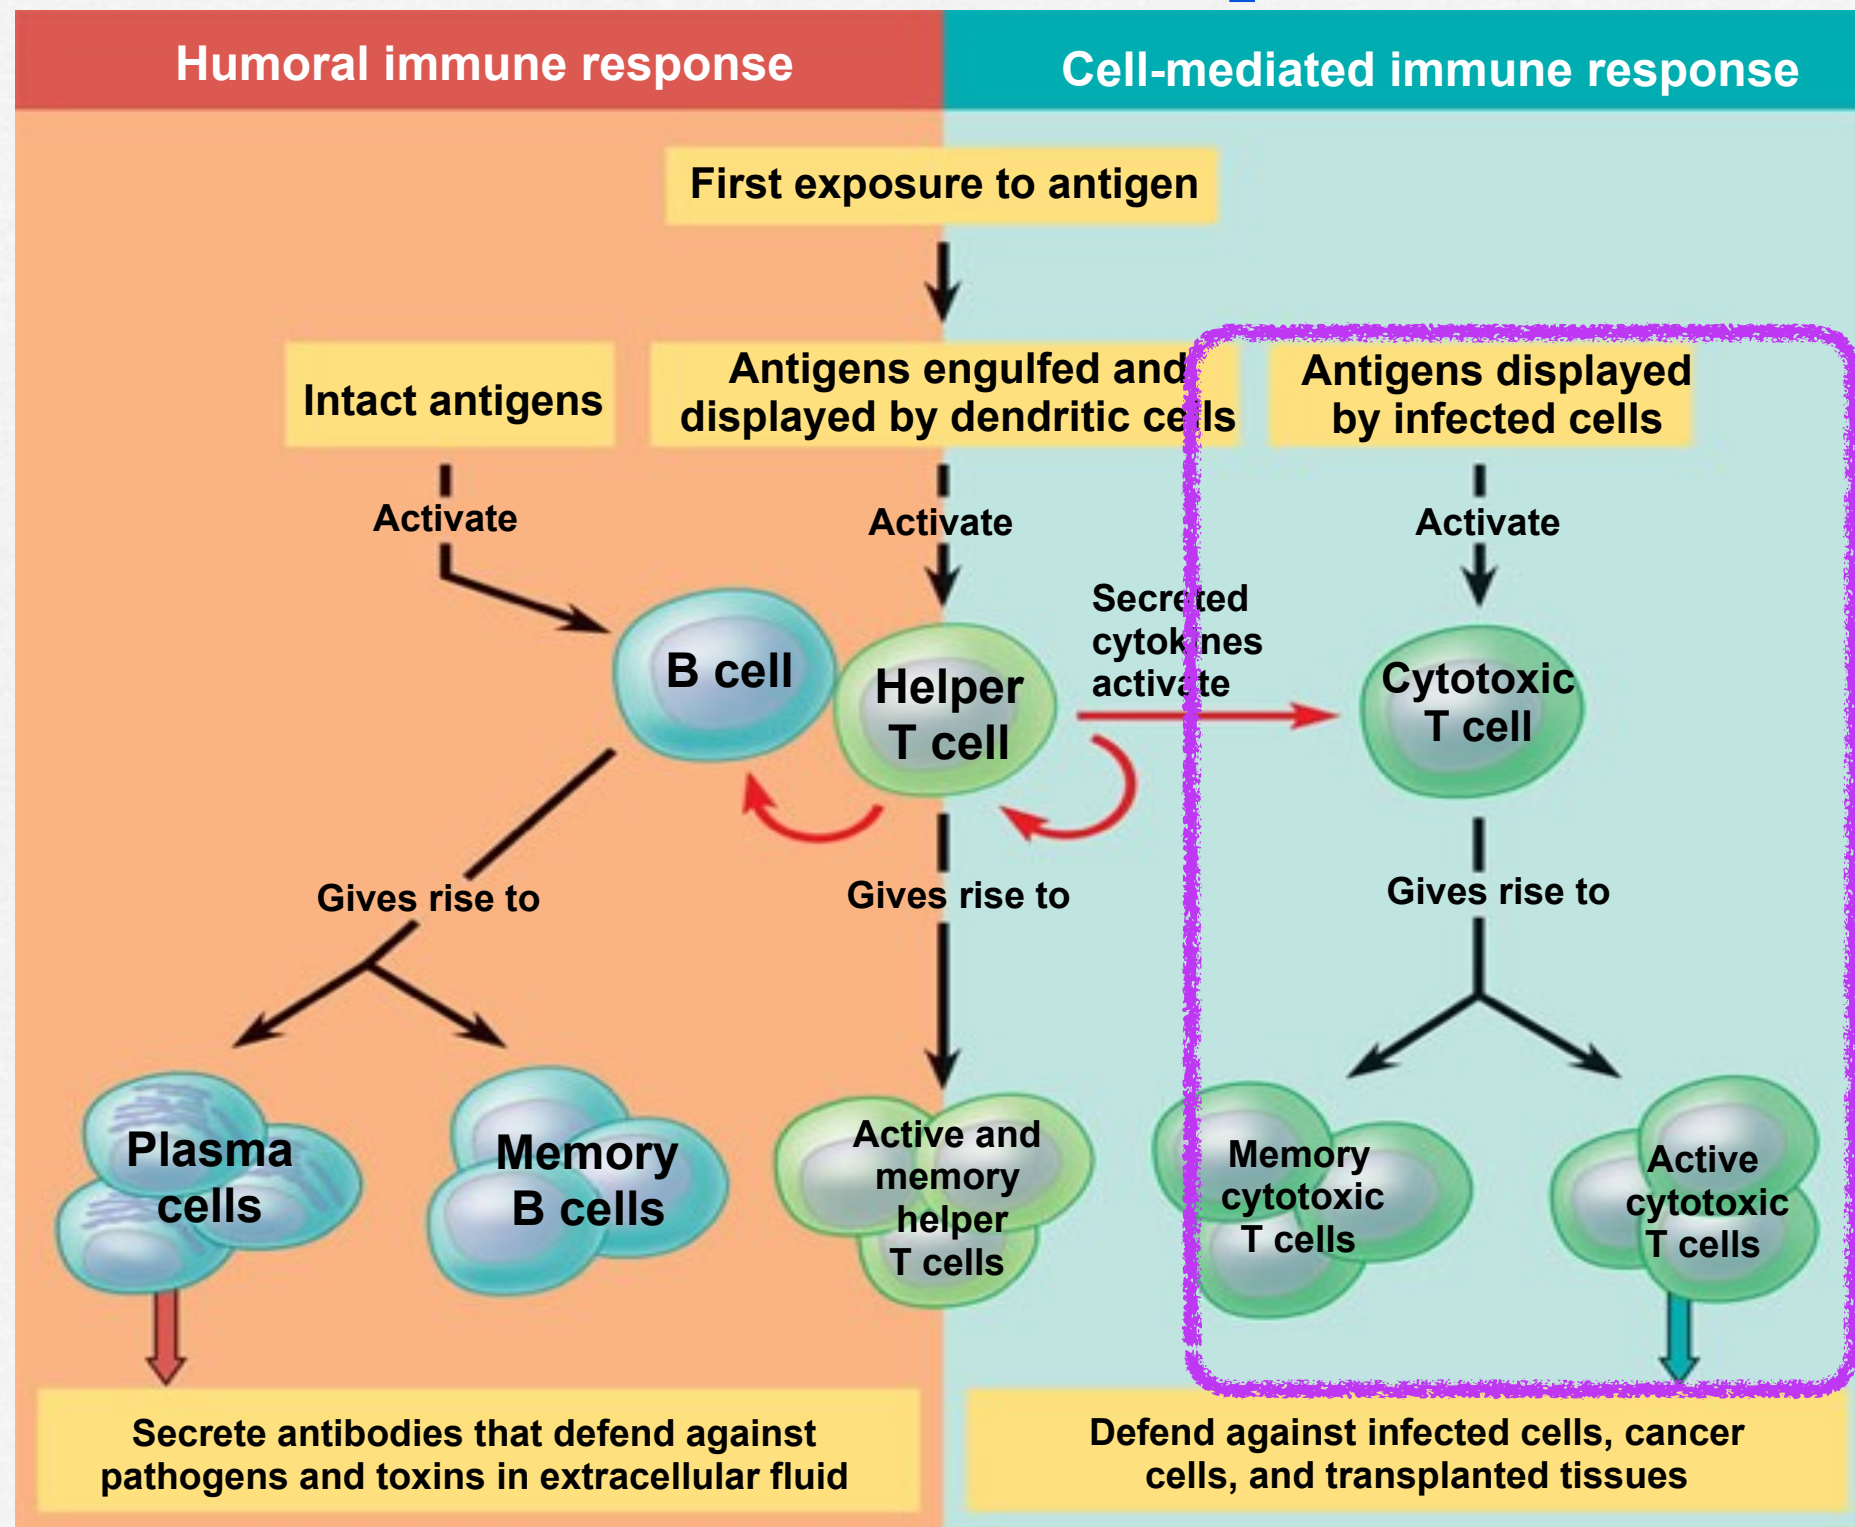 Humoral immune response
Cell-mediated immune response
First exposure to antigen
Intact antigens
Antigens engulfed and
displayed by dendritic cells
Antigens displayed
by infected cells
Activate
Activate
Activate
B cell
Helper
T cell
Secreted
cytokines
activate
Cytotoxic
T cell
Gives rise to
Gives rise to
Gives rise to
Plasma
cells
Memory
B cells
Active and
memory
helper
T cells
Memory
cytotoxic
T cells
Active
cytotoxic
T cells
Secrete antibodies that defend against
pathogens and toxins in extracellular fluid
Defend against infected cells, cancer
cells, and transplanted tissues